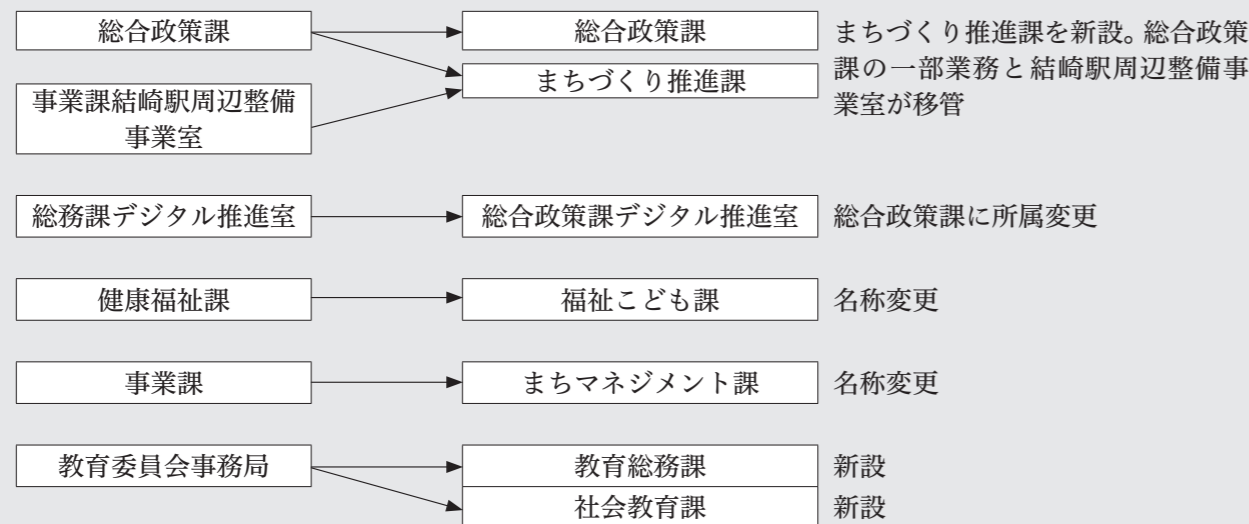 総合政策課
総合政策課
まちづくり推進課を新設。総合政策
課の一部業務と結崎駅周辺整備事
業室が移管
まちづくり推進課
事業課結崎駅周辺整備
事業室
総務課デジタル推進室
総合政策課デジタル推進室
総合政策課に所属変更
健康福祉課
福祉こども課
名称変更
事業課
まちマネジメント課
名称変更
教育委員会事務局
教育総務課
新設
社会教育課
新設